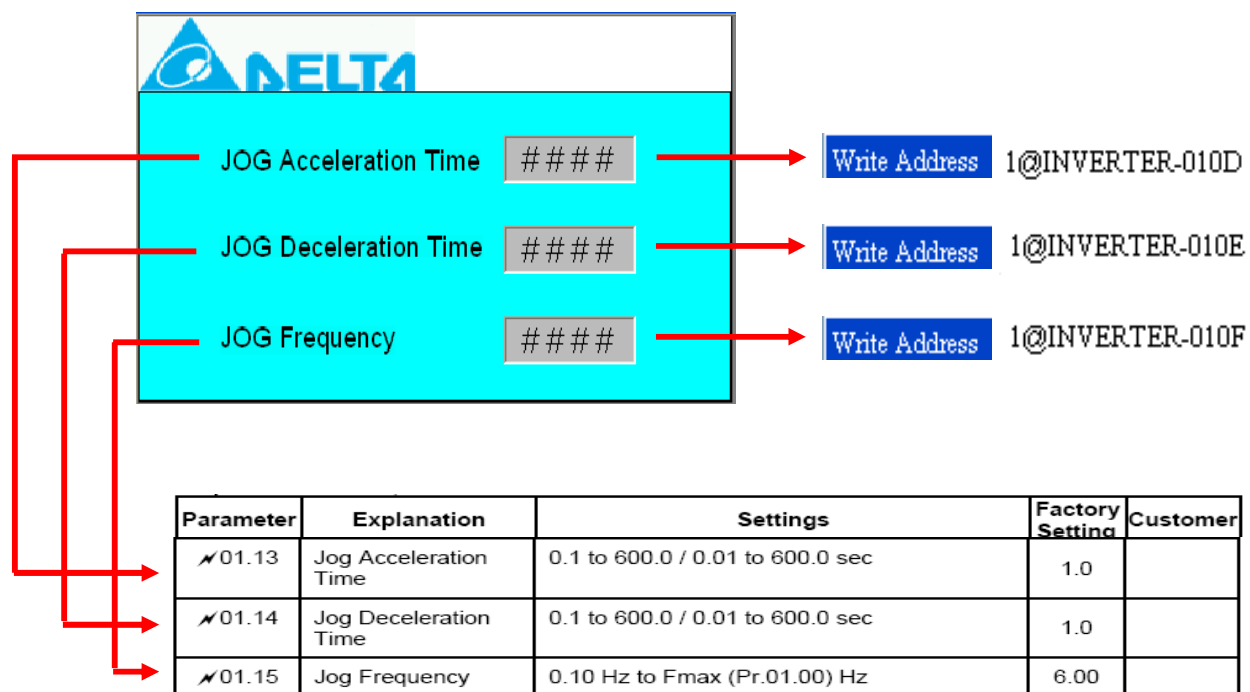 DELTA
JOG Acceleration Time #### Write Address 1@INVERTER-010D
JOG Deceleration Time #### Write Address 1@INVERTER-010E
JOG Frequency #### Write Address 1@INVERTER-010F
Parameter Explanation Settings Factory Setting Customer
01.13 Jog Acceleration Time 0.1 to 600.0 / 0.01 to 600.0 sec 1.0
01.14 Jog Deceleration Time 0.1 to 600.0 / 0.01 to 600.0 sec 1.0
01.15 Jog Frequency 0.10 Hz to Fmax (Pr.01.00) Hz 6.00